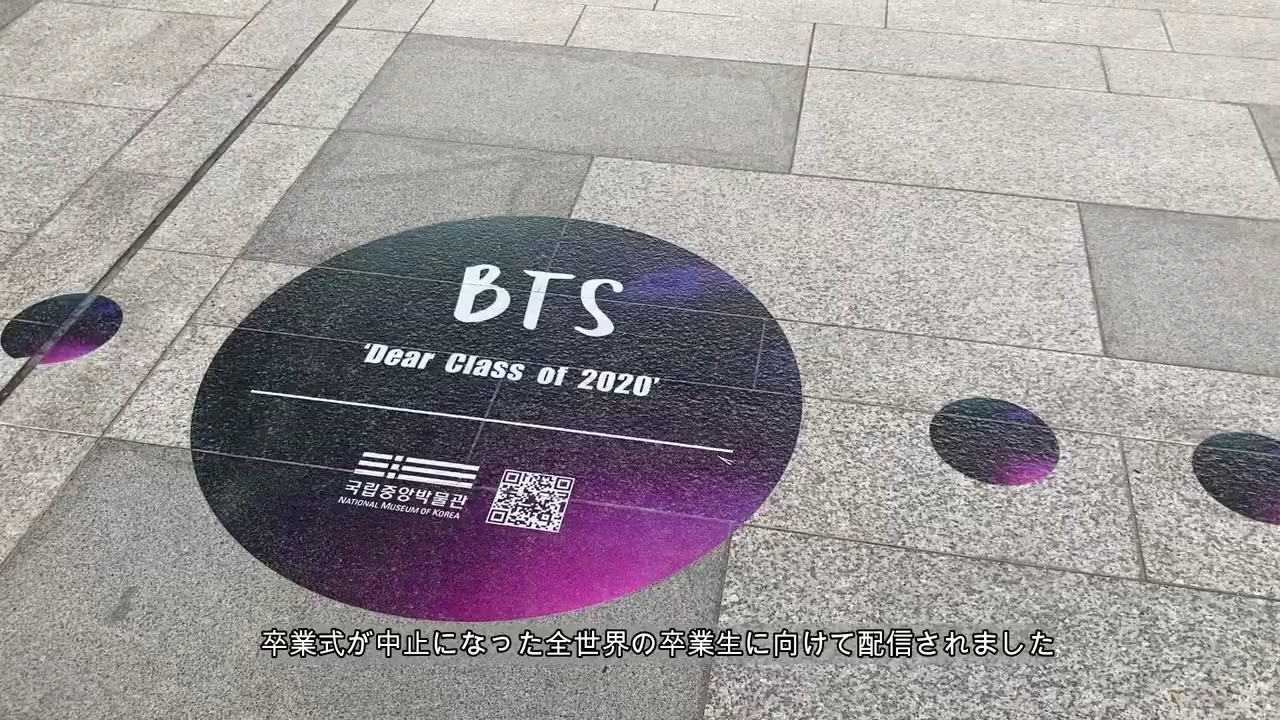 BTS
‘Dear Class of 2020’
국립중앙박물관
NATIONAL MUSEUM OF KOREA
卒業式が中止になった全世界の卒業生に向けて配信されました